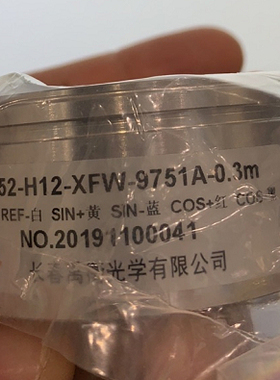 52-H12-XFW-9751A-0.3m
REF-白 SIN+黄 SIN-蓝 COS+红 COS-
NO.20191100041
长春 光学有限公司